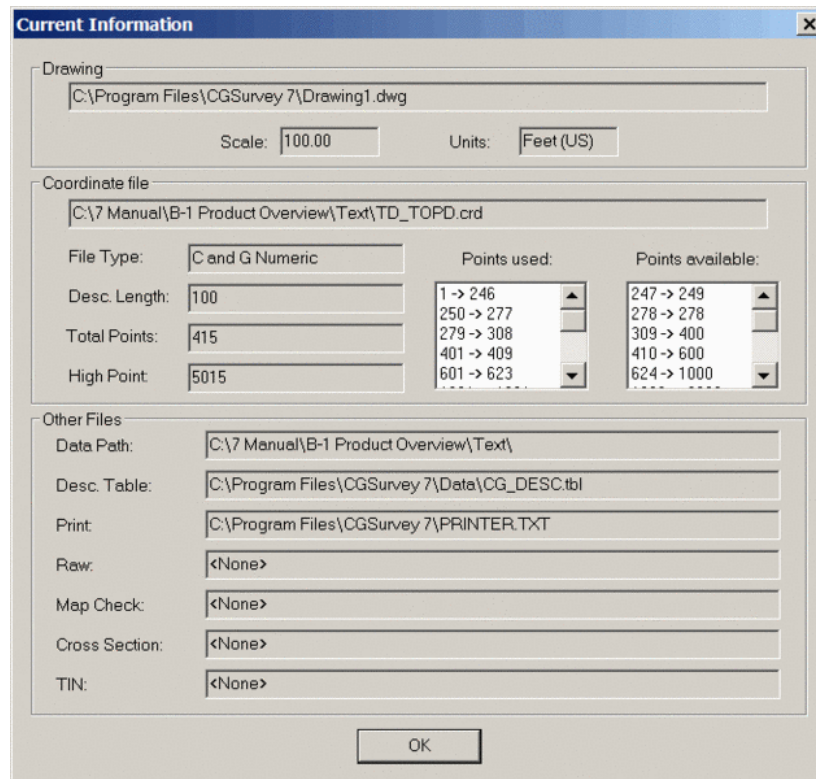 Current Information
Drawing
C:\Program Files\CGSurvey 7\Drawing1.dwg
Scale: 100.00 Units: Feet (US)
Coordinate file
C:\7 Manual\B-1 Product Overview\Text\TD_TOPD.crd
File Type: C and G Numeric
Desc. Length: 100
Total Points: 415
High Point: 5015
Points used:
1 -> 246
250 -> 277
279 -> 308
401 -> 409
601 -> 623
Points available:
247 -> 249
278 -> 278
309 -> 400
410 -> 600
624 -> 1000
Other Files
Data Path: C:\7 Manual\B-1 Product Overview\Text\
Desc. Table: C:\Program Files\CGSurvey 7\Data\CG_DESC.tbl
Print: C:\Program Files\CGSurvey 7\PRINTER.TXT
Raw: <None>
Map Check: <None>
Cross Section: <None>
TIN: <None>
OK